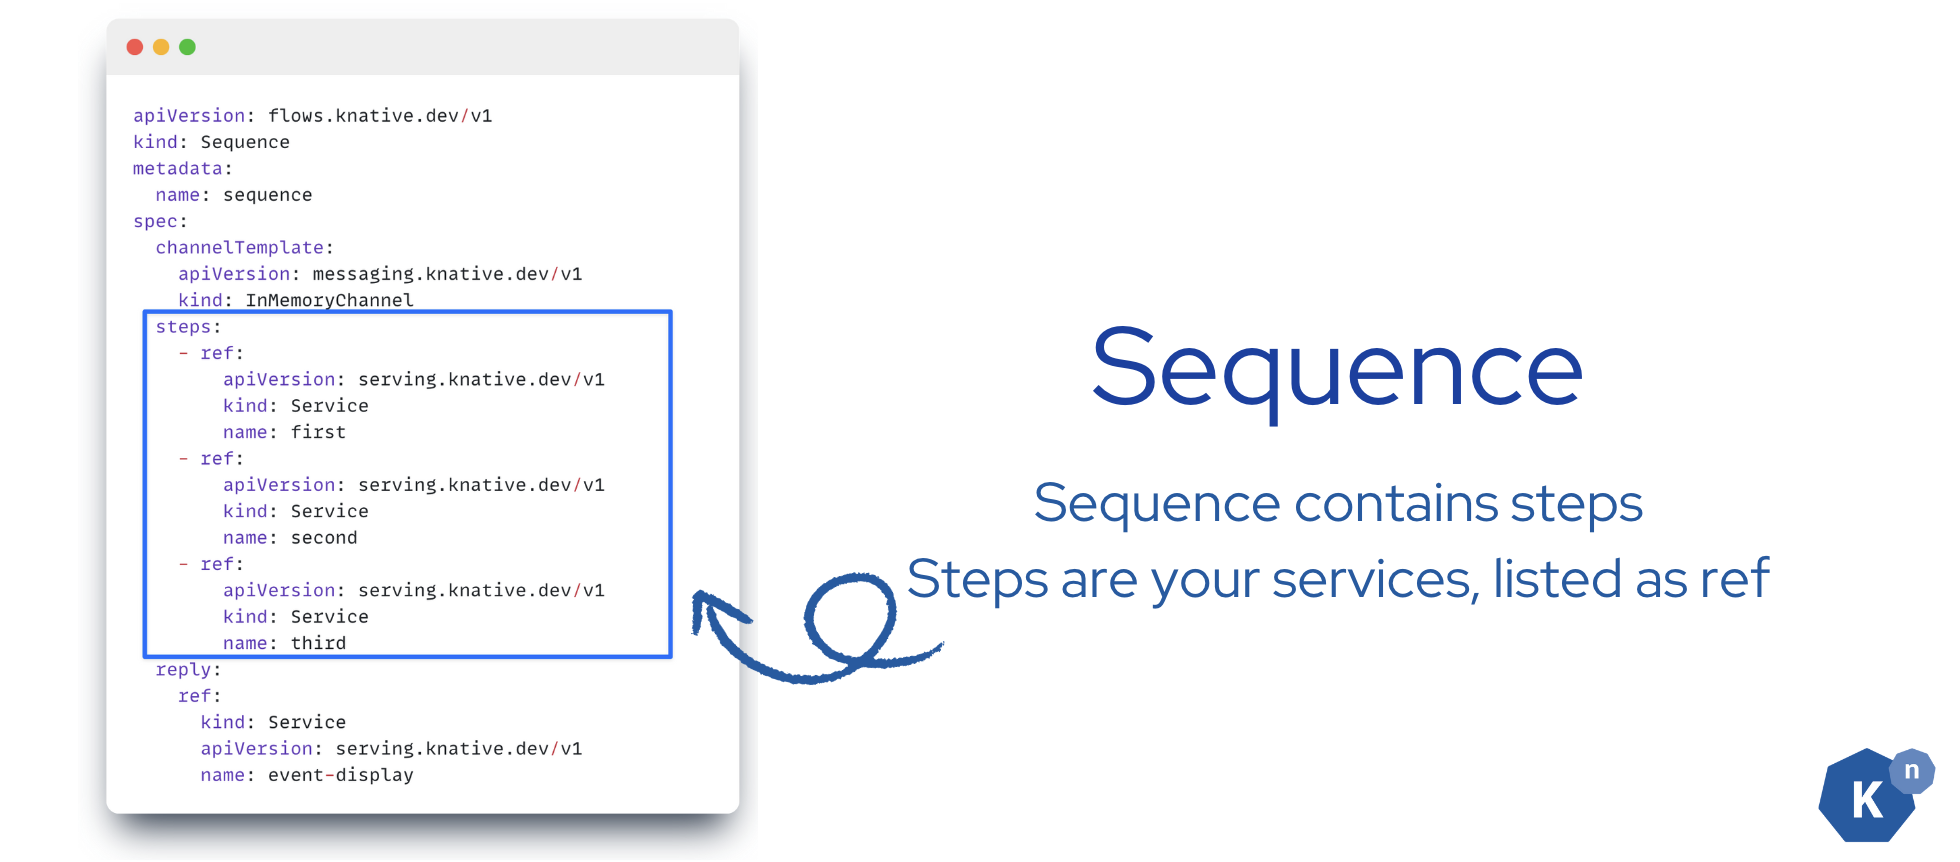 apiVersion: flows.knative.dev/v1
kind: Sequence
metadata:
  name: sequence
spec:
  channelTemplate:
    apiVersion: messaging.knative.dev/v1
    kind: InMemoryChannel
  steps:
    - ref:
        apiVersion: serving.knative.dev/v1
        kind: Service
        name: first
    - ref:
        apiVersion: serving.knative.dev/v1
        kind: Service
        name: second
    - ref:
        apiVersion: serving.knative.dev/v1
        kind: Service
        name: third
  reply:
    ref:
      kind: Service
      apiVersion: serving.knative.dev/v1
      name: event-display
Sequence
Sequence contains steps
Steps are your services, listed as ref
K n